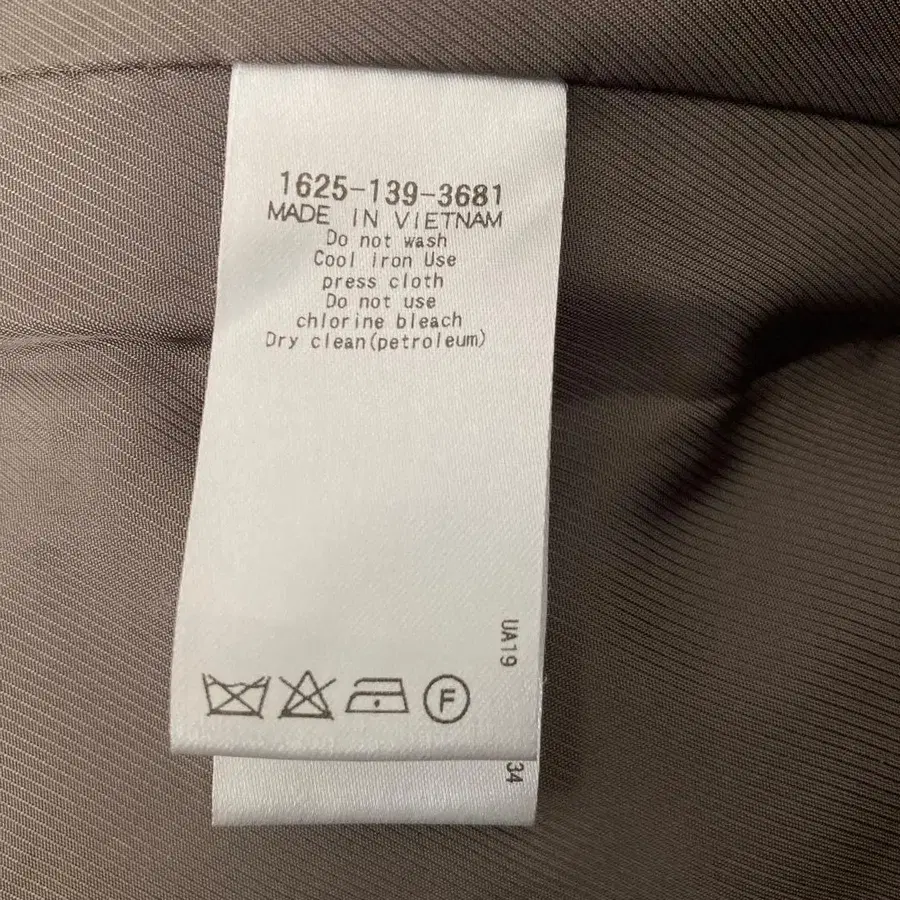 1625-139-3681
MADE IN VIETNAM
Do not wash
Cool iron Use
press cloth
Do not use
chlorine bleach
Dry clean(petroleum)
UA19
F
34